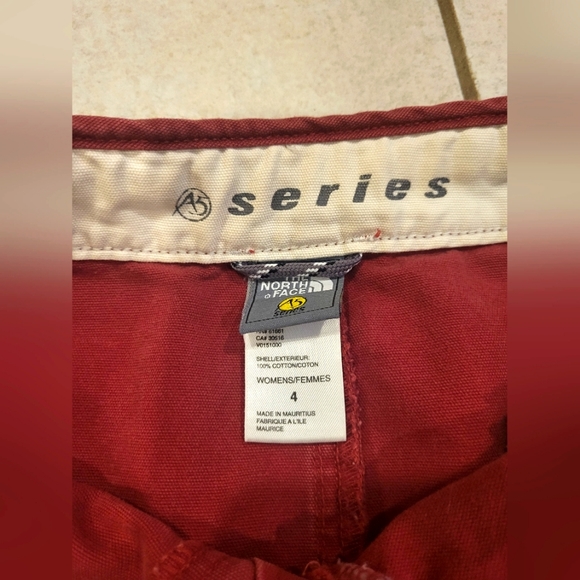 A5 series
THE
NORTH
FACE
A5
SERIES
RN# 61661
CA# 30516
V0151000
SHELL/EXTERIEUR:
100% COTTON/COTON
WOMENS/FEMMES
4
MADE IN MAURITIUS
FABRIQUE A L'ILE
MAURICE